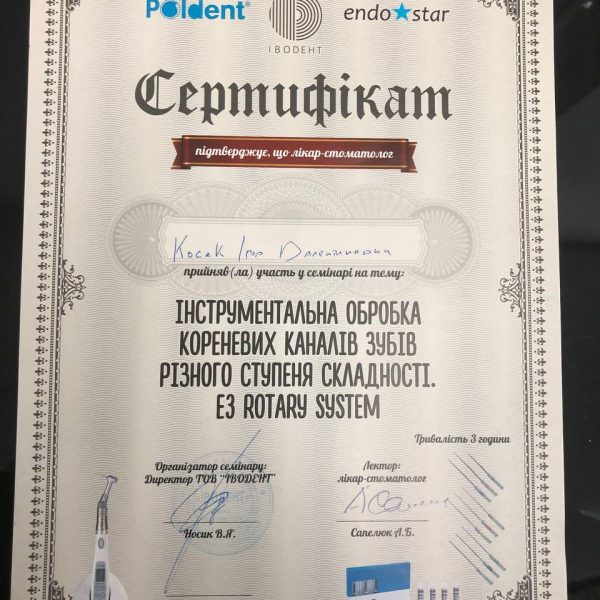 Poldent®
endo★star
ІВОДЕНТ
Сертифікат
підтверджує, що лікар-стоматолог
Косек Ігор Валентинович
прийняв(ла) участь у семінарі на тему:
ІНСТРУМЕНТАЛЬНА ОБРОБКА
КОРЕНЕВИХ КАНАЛІВ ЗУБІВ
РІЗНОГО СТУПЕНЯ СКЛАДНОСТІ.
E3 ROTARY SYSTEM
Тривалість 3 години
Організатор семінару:
Директор ТОВ "ІВОДЕНТ"
Носик В.Я.
Лектор:
лікар-стоматолог
Сапелюк А.Б.